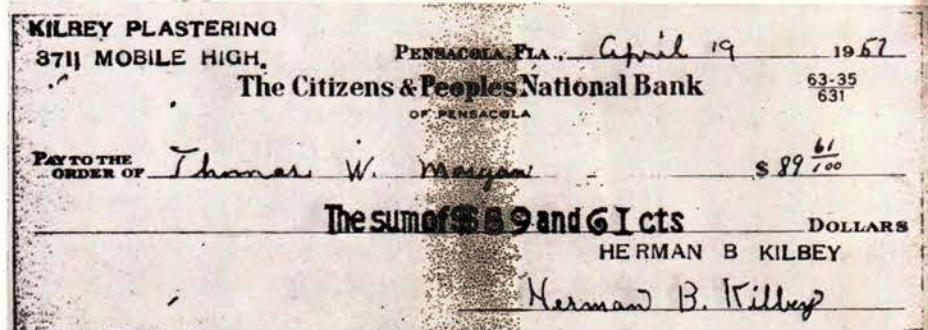 KILBEY PLASTERING
3711 MOBILE HIGH.
PENSACOLA, FLA., April 19 1957
The Citizens & Peoples National Bank
63-35
631
OF PENSACOLA
PAY TO THE
ORDER OF Thomas W. Morgan $ 89 61/100
The sum of $89 and 61 cts DOLLARS
HERMAN B KILBEY
Herman B. Kilbey